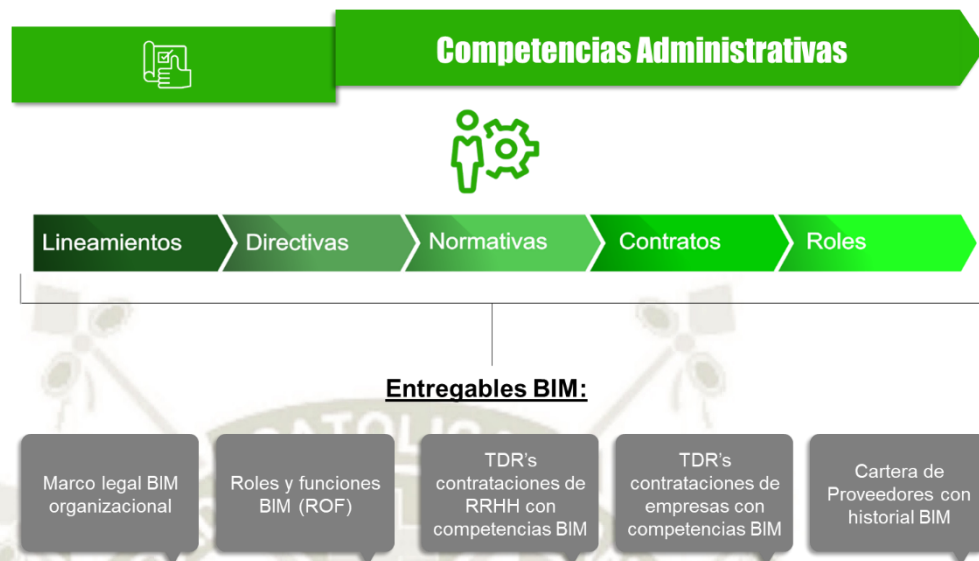 Competencias Administrativas
Lineamientos
Directivas
Normativas
Contratos
Roles
Entregables BIM:
Marco legal BIM
organizacional
Roles y funciones
BIM (ROF)
TDR's
contrataciones de
RRHH con
competencias BIM
TDR's
contrataciones de
empresas con
competencias BIM
Cartera de
Proveedores con
historial BIM
CATOLICA